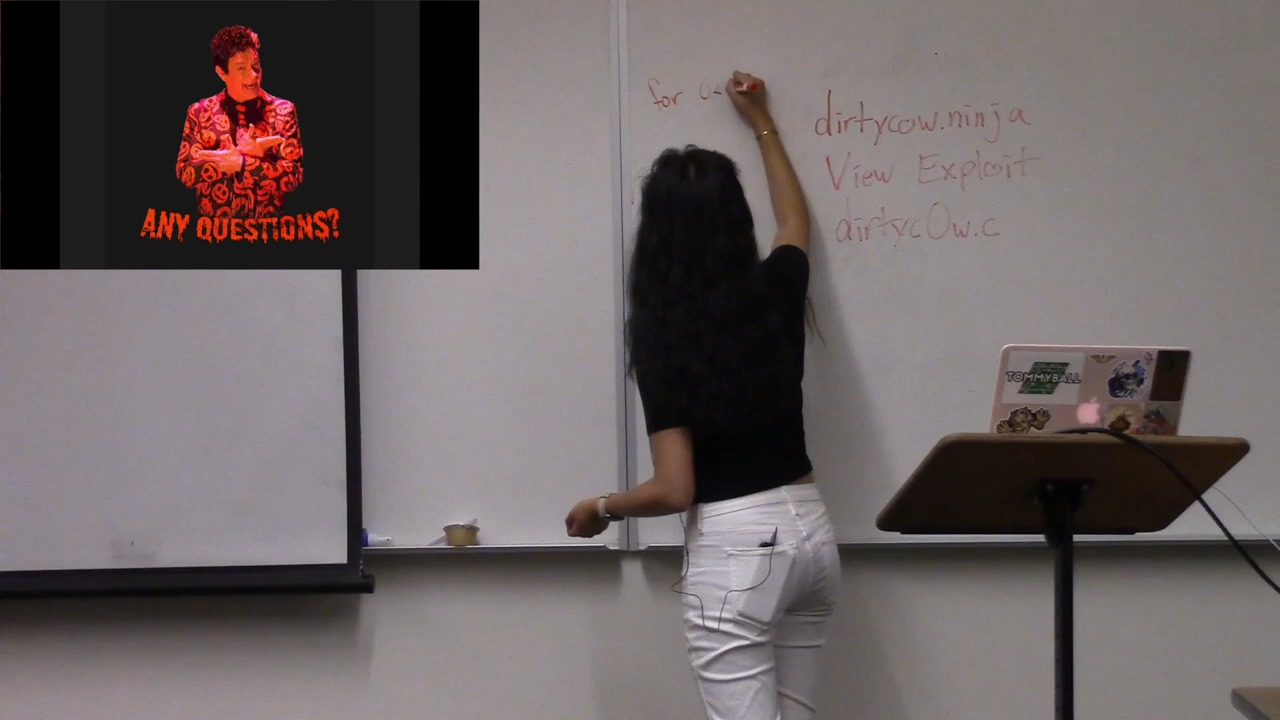 ANY QUESTIONS?
for
dirtycow.ninja
View Exploit
dirtyc0w.c
TOMMYBALL